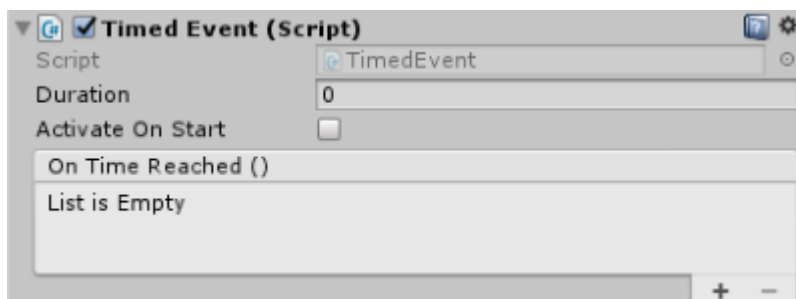 Timed Event (Script)
Script TimedEvent
Duration 0
Activate On Start
On Time Reached ()
List is Empty
+ −